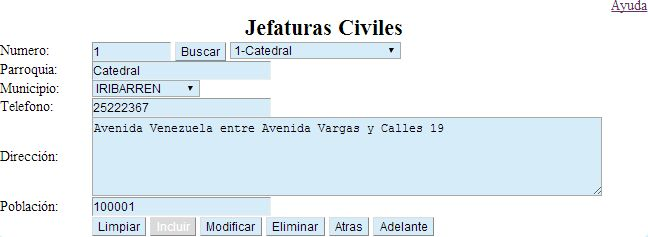 Ayuda
Jefaturas Civiles
Numero: 1 Buscar 1-Catedral
Parroquia: Catedral
Municipio: IRIBARREN
Telefono: 25222367
Avenida Venezuela entre Avenida Vargas y Calles 19
Dirección:
Población: 100001
Limpiar Incluir Modificar Eliminar Atras Adelante